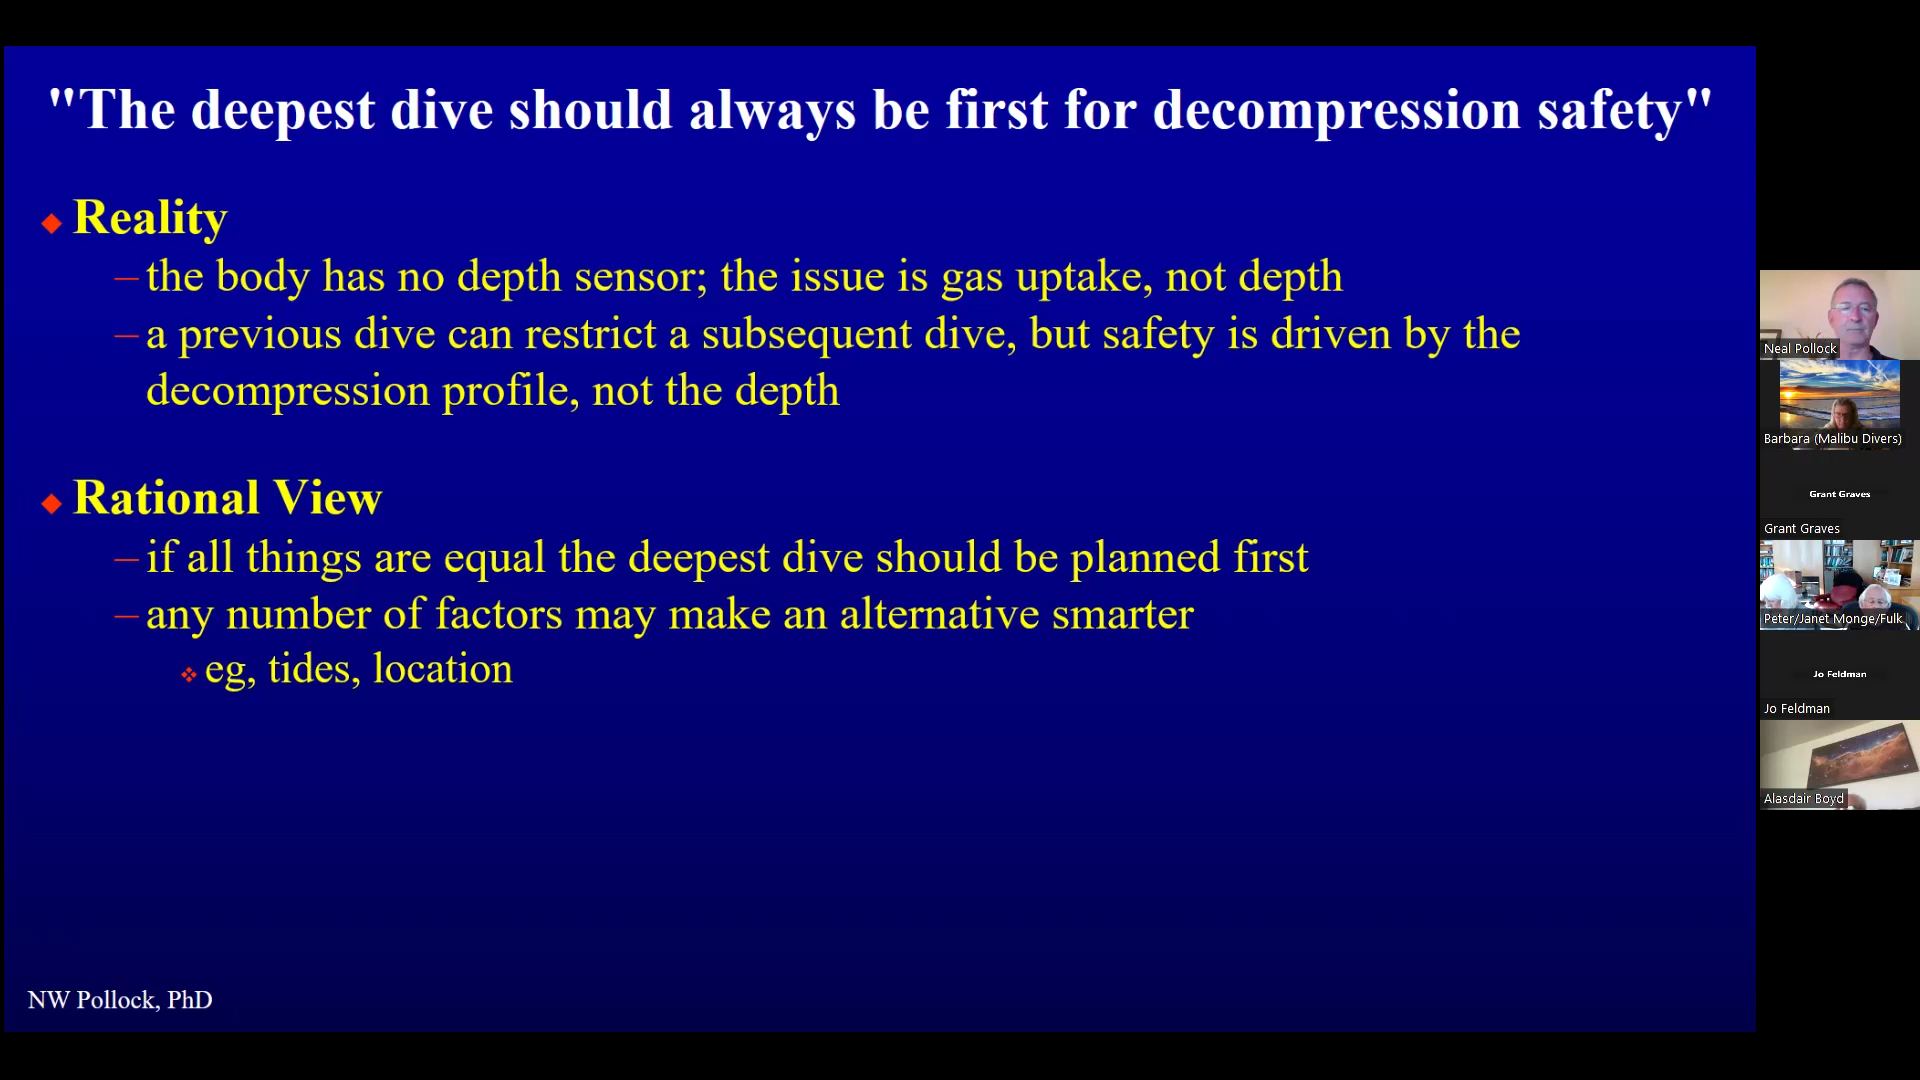 "The deepest dive should always be first for decompression safety"
Reality
– the body has no depth sensor; the issue is gas uptake, not depth
– a previous dive can restrict a subsequent dive, but safety is driven by the
decompression profile, not the depth
Rational View
– if all things are equal the deepest dive should be planned first
– any number of factors may make an alternative smarter
eg, tides, location
NW Pollock, PhD
Neal Pollock
Barbara (Malibu Divers)
Grant Graves
Grant Graves
Peter/Janet Monge/Fulk
Jo Feldman
Jo Feldman
Alasdair Boyd